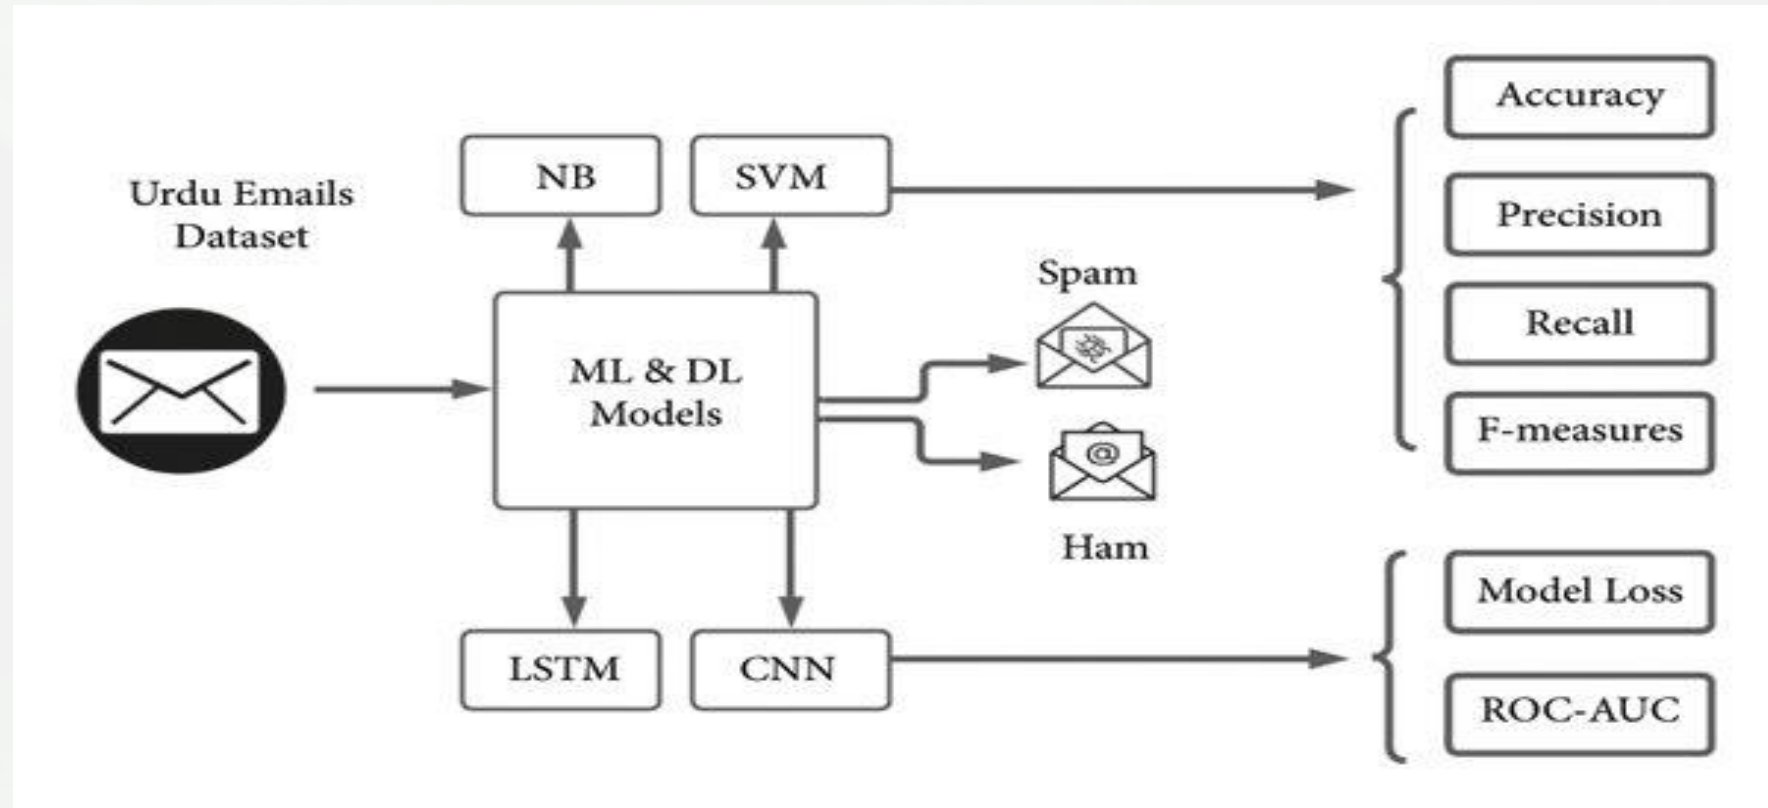 Urdu Emails
Dataset
NB
SVM
ML & DL
Models
LSTM
CNN
Spam
@
Ham
Accuracy
Precision
Recall
F-measures
Model Loss
ROC-AUC